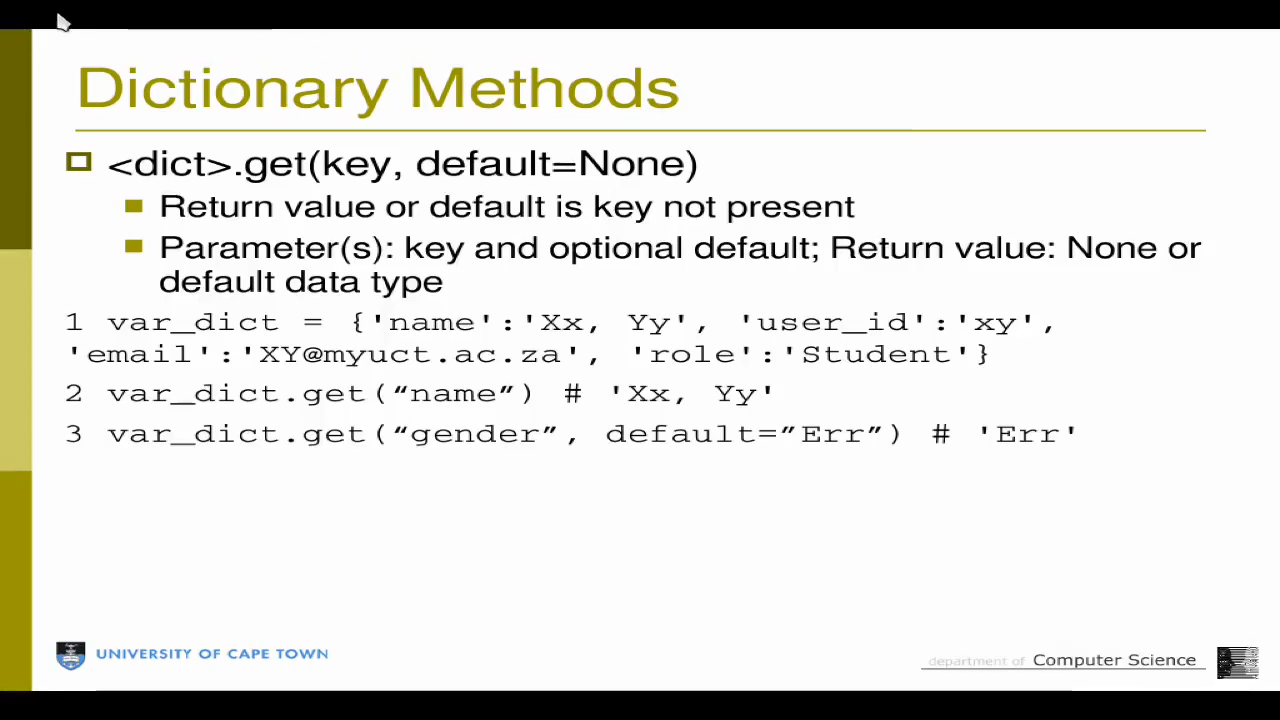 Dictionary Methods
<dict>.get(key, default=None)
Return value or default is key not present
Parameter(s): key and optional default; Return value: None or
default data type
1 var_dict = {'name':'Xx, Yy', 'user_id':'xy',
'email':'XY@myuct.ac.za', 'role':'Student'}
2 var_dict.get(“name”) # 'Xx, Yy'
3 var_dict.get(“gender”, default=”Err”) # 'Err'
UNIVERSITY OF CAPE TOWN
department of Computer Science